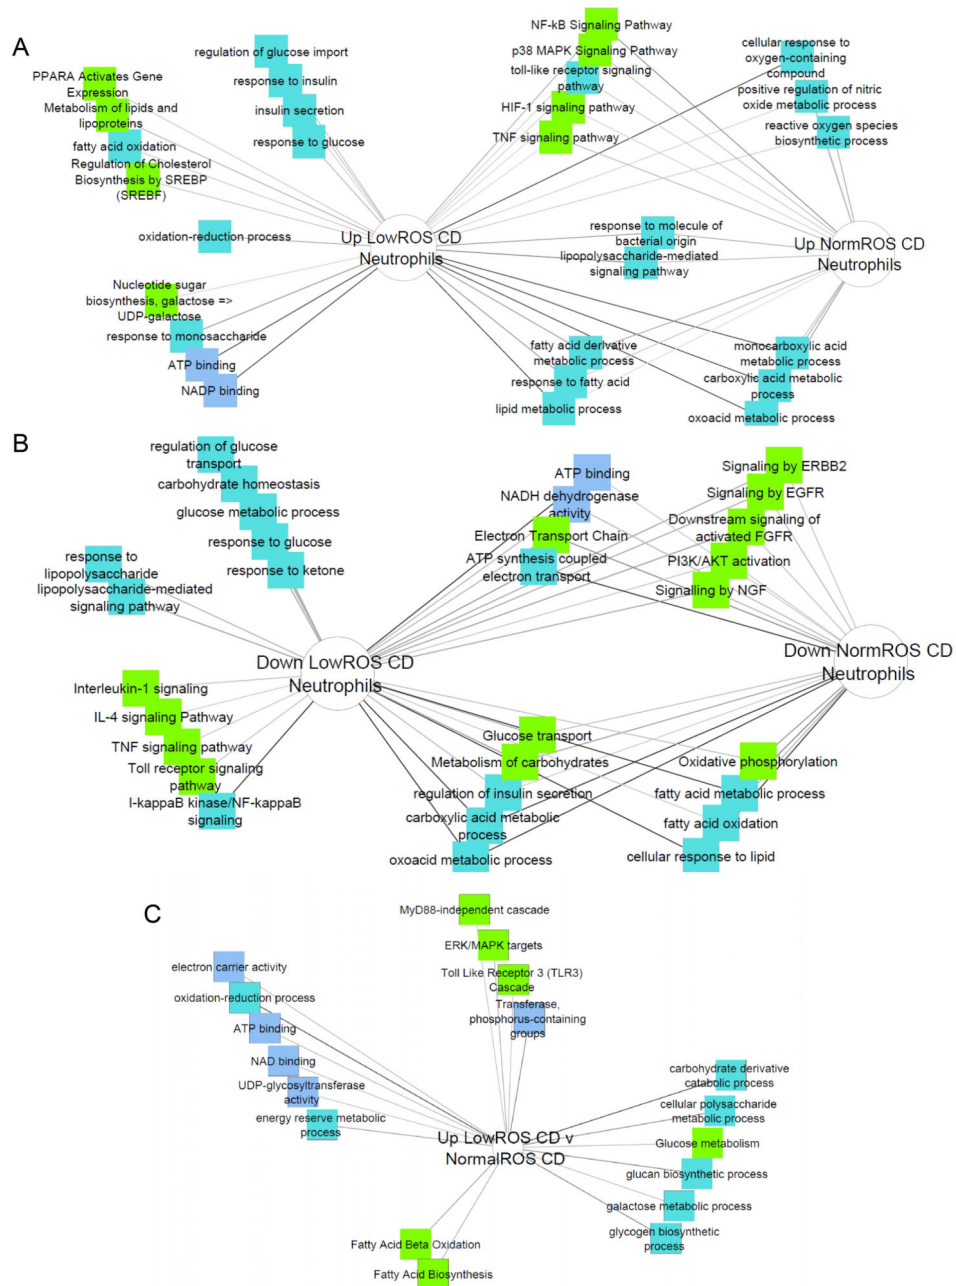 A
PPARA Activates Gene
Expression
Metabolism of lipids and
lipoproteins
fatty acid oxidation
Regulation of Cholesterol
Biosynthesis by SREBP
(SREBF)
regulation of glucose import
response to insulin
insulin secretion
response to glucose
NF-kB Signaling Pathway
p38 MAPK Signaling Pathway
toll-like receptor signaling
pathway
HIF-1 signaling pathway
TNF signaling pathway
cellular response to
oxygen-containing
compound
positive regulation of nitric
oxide metabolic process
reactive oxygen species
biosynthetic process
oxidation-reduction process
Up LowROS CD
Neutrophils
response to molecule of
bacterial origin
lipopolysaccharide-mediated
signaling pathway
Up NormROS CD
Neutrophils
Nucleotide sugar
biosynthesis, galactose =>
UDP-galactose
response to monosaccharide
ATP binding
NADP binding
fatty acid derivative
metabolic process
response to fatty acid
lipid metabolic process
monocarboxylic acid
metabolic process
carboxylic acid metabolic
process
oxoacid metabolic process
B
regulation of glucose
transport
carbohydrate homeostasis
glucose metabolic process
response to glucose
response to ketone
response to
lipopolysaccharide
lipopolysaccharide-mediated
signaling pathway
ATP binding
NADH dehydrogenase
activity
Electron Transport Chain
ATP synthesis coupled
electron transport
Signaling by ERBB2
Signaling by EGFR
Downstream signaling of
activated FGFR
PI3K/AKT activation
Signalling by NGF
Down LowROS CD
Neutrophils
Down NormROS CD
Neutrophils
Interleukin-1 signaling
IL-4 signaling Pathway
TNF signaling pathway
Toll receptor signaling
pathway
I-kappaB kinase/NF-kappaB
signaling
Glucose transport
Metabolism of carbohydrates
regulation of insulin secretion
carboxylic acid metabolic
process
oxoacid metabolic process
Oxidative phosphorylation
fatty acid metabolic process
fatty acid oxidation
cellular response to lipid
C
MyD88-independent cascade
ERK/MAPK targets
Toll Like Receptor 3 (TLR3)
Cascade
Transferase,
phosphorus-containing
groups
electron carrier activity
oxidation-reduction process
ATP binding
NAD binding
UDP-glycosyltransferase
activity
energy reserve metabolic
process
Up LowROS CD v
NormalROS CD
carbohydrate derivative
catabolic process
cellular polysaccharide
metabolic process
Glucose metabolism
glucan biosynthetic process
galactose metabolic process
glycogen biosynthetic
process
Fatty Acid Beta Oxidation
Fatty Acid Biosynthesis